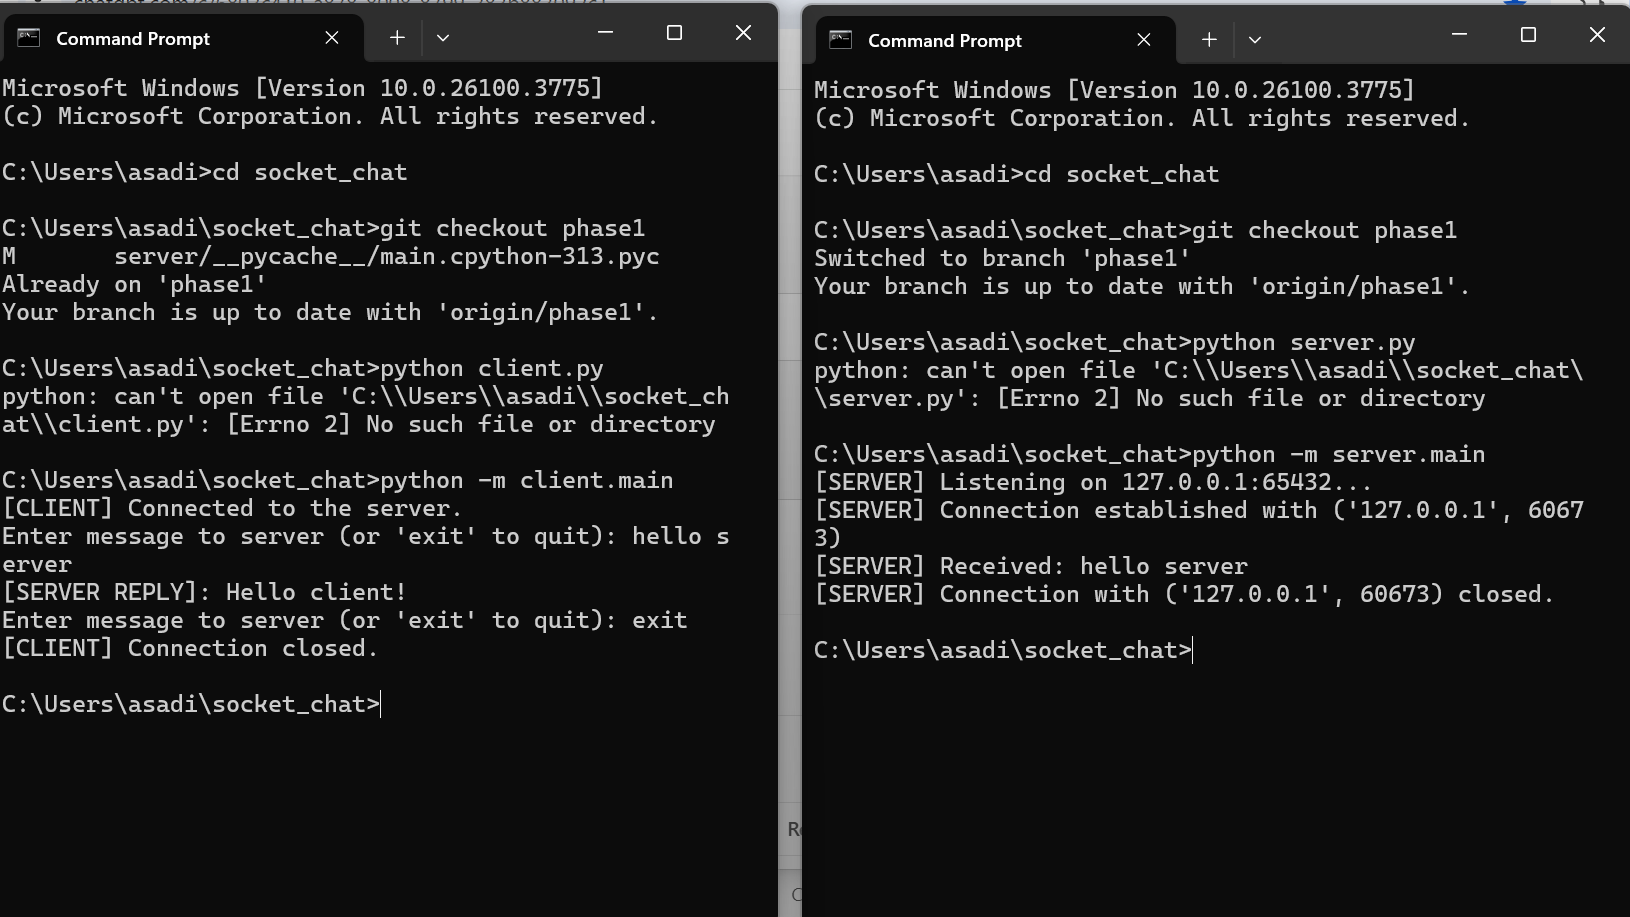 Command Prompt
Microsoft Windows [Version 10.0.26100.3775]
(c) Microsoft Corporation. All rights reserved.
C:\Users\asadi>cd socket_chat
C:\Users\asadi\socket_chat>git checkout phase1
M       server/__pycache__/main.cpython-313.pyc
Already on 'phase1'
Your branch is up to date with 'origin/phase1'.
C:\Users\asadi\socket_chat>python client.py
python: can't open file 'C:\\Users\\asadi\\socket_ch
at\\client.py': [Errno 2] No such file or directory
C:\Users\asadi\socket_chat>python -m client.main
[CLIENT] Connected to the server.
Enter message to server (or 'exit' to quit): hello s
erver
[SERVER REPLY]: Hello client!
Enter message to server (or 'exit' to quit): exit
[CLIENT] Connection closed.
C:\Users\asadi\socket_chat>
Command Prompt
Microsoft Windows [Version 10.0.26100.3775]
(c) Microsoft Corporation. All rights reserved.
C:\Users\asadi>cd socket_chat
C:\Users\asadi\socket_chat>git checkout phase1
Switched to branch 'phase1'
Your branch is up to date with 'origin/phase1'.
C:\Users\asadi\socket_chat>python server.py
python: can't open file 'C:\\Users\\asadi\\socket_chat\
\server.py': [Errno 2] No such file or directory
C:\Users\asadi\socket_chat>python -m server.main
[SERVER] Listening on 127.0.0.1:65432...
[SERVER] Connection established with ('127.0.0.1', 6067
3)
[SERVER] Received: hello server
[SERVER] Connection with ('127.0.0.1', 60673) closed.
C:\Users\asadi\socket_chat>